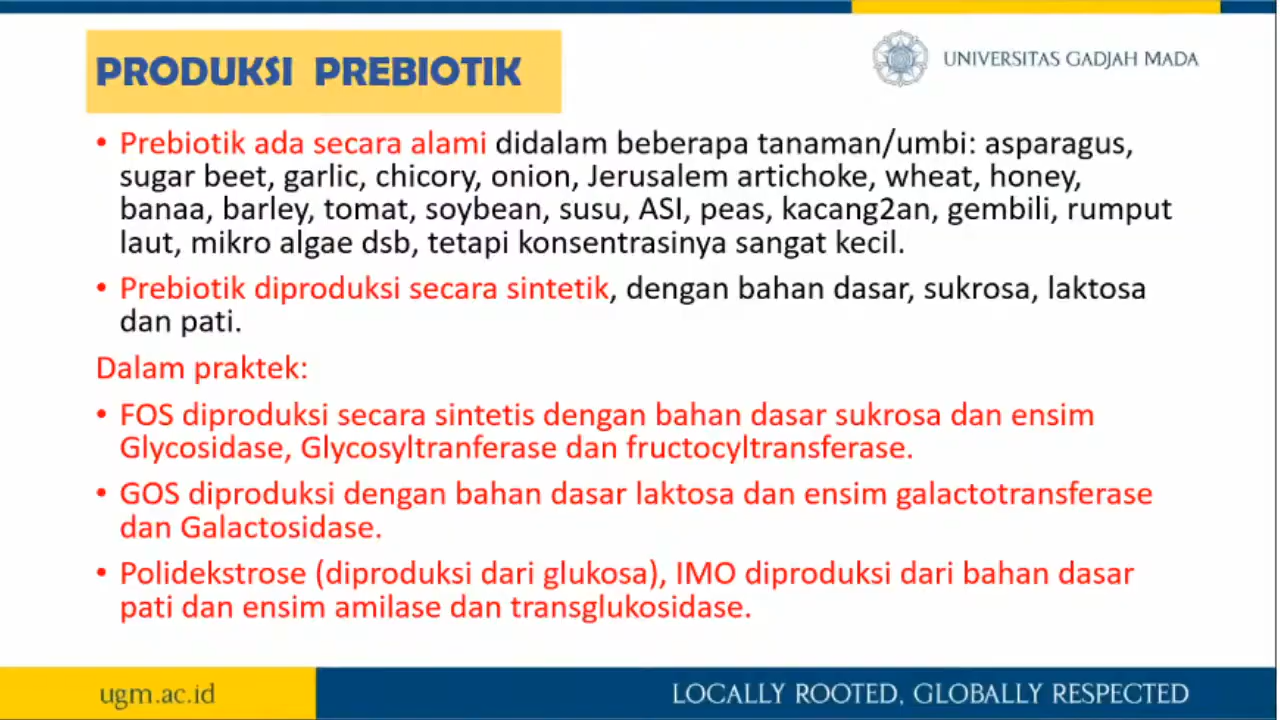 PRODUKSI PREBIOTIK
UNIVERSITAS GADJAH MADA
• Prebiotik ada secara alami didalam beberapa tanaman/umbi: asparagus,
sugar beet, garlic, chicory, onion, Jerusalem artichoke, wheat, honey,
banaa, barley, tomat, soybean, susu, ASI, peas, kacang2an, gembili, rumput
laut, mikro algae dsb, tetapi konsentrasinya sangat kecil.
• Prebiotik diproduksi secara sintetik, dengan bahan dasar, sukrosa, laktosa
dan pati.
Dalam praktek:
• FOS diproduksi secara sintetis dengan bahan dasar sukrosa dan ensim
Glycosidase, Glycosyltranferase dan fructocyltransferase.
• GOS diproduksi dengan bahan dasar laktosa dan ensim galactotransferase
dan Galactosidase.
• Polidekstrose (diproduksi dari glukosa), IMO diproduksi dari bahan dasar
pati dan ensim amilase dan transglukosidase.
ugm.ac.id
LOCALLY ROOTED, GLOBALLY RESPECTED